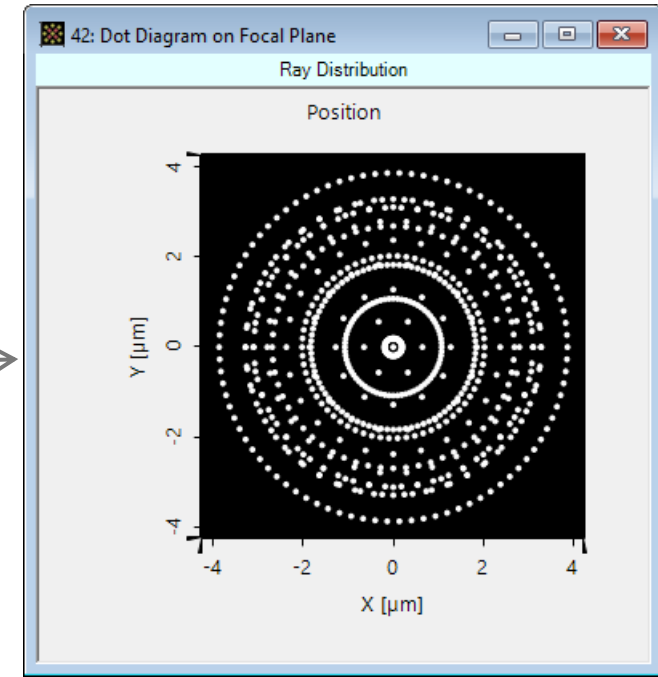 42: Dot Diagram on Focal Plane
Ray Distribution
Position
4
2
0
-2
-4
Y [µm]
-4 -2 0 2 4
X [µm]